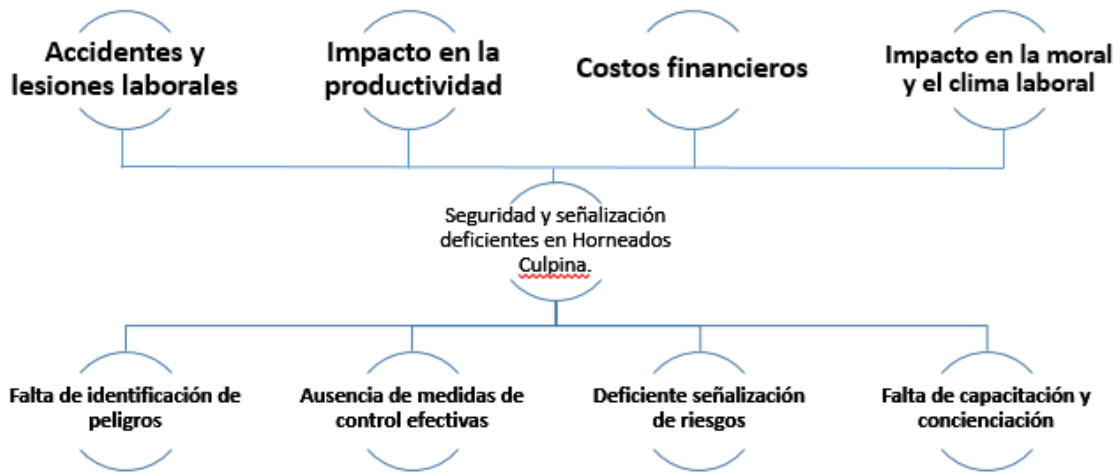 Accidentes y
lesiones laborales
Impacto en la
productividad
Costos financieros
Impacto en la moral
y el clima laboral
Seguridad y señalización
deficientes en Horneados
Culpina.
Falta de identificación de
peligros
Ausencia de medidas de
control efectivas
Deficiente señalización
de riesgos
Falta de capacitación y
concienciación